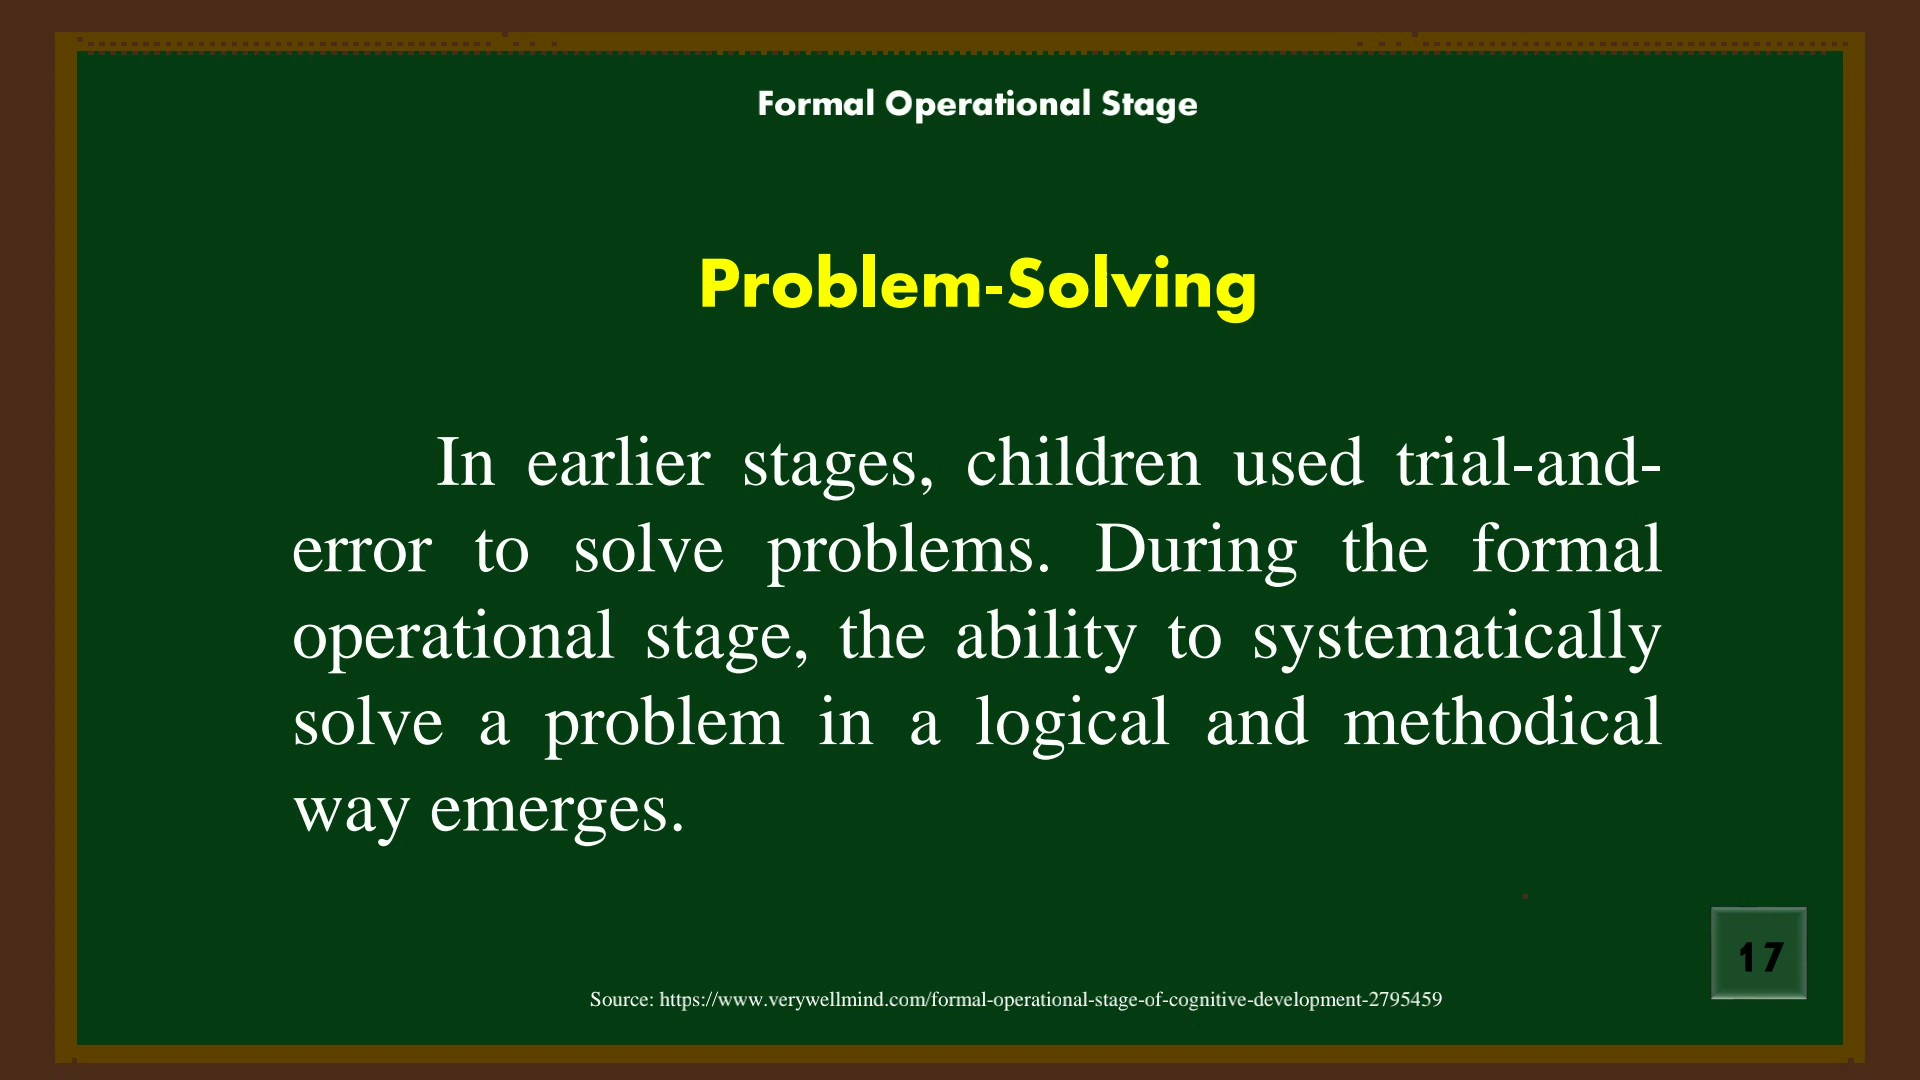 Formal Operational Stage
Problem-Solving
In earlier stages, children used trial-and-
error to solve problems. During the formal
operational stage, the ability to systematically
solve a problem in a logical and methodical
way emerges.
17
Source: https://www.verywellmind.com/formal-operational-stage-of-cognitive-development-2795459